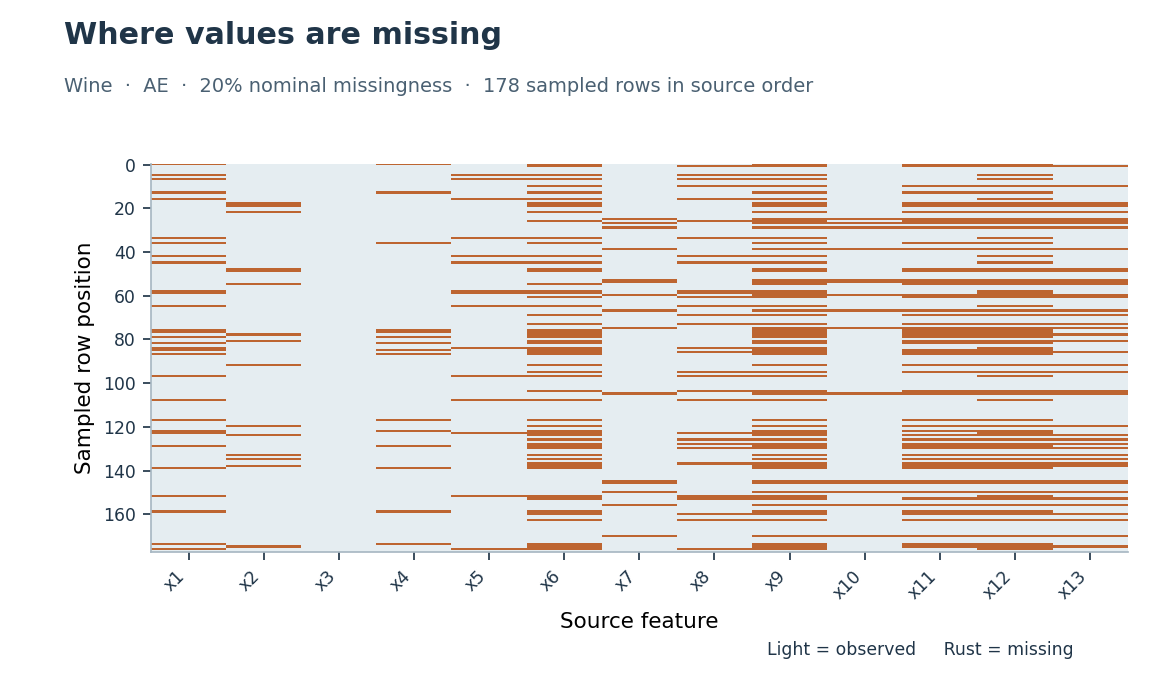 Where values are missing
Wine · AE · 20% nominal missingness · 178 sampled rows in source order
0
20
40
60
80
100
120
140
160
Sampled row position
x1
x2
x3
x4
x5
x6
x7
x8
x9
x10
x11
x12
x13
Source feature
Light = observed Rust = missing